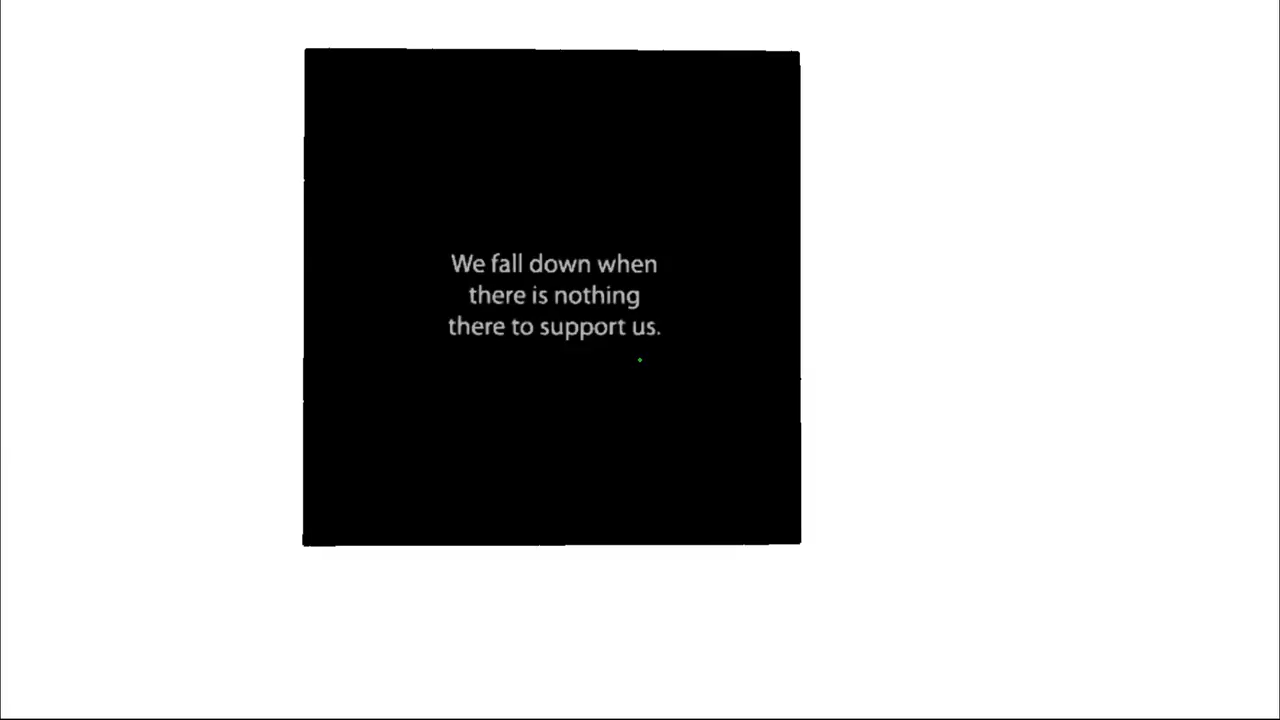 We fall down when
there is nothing
there to support us.